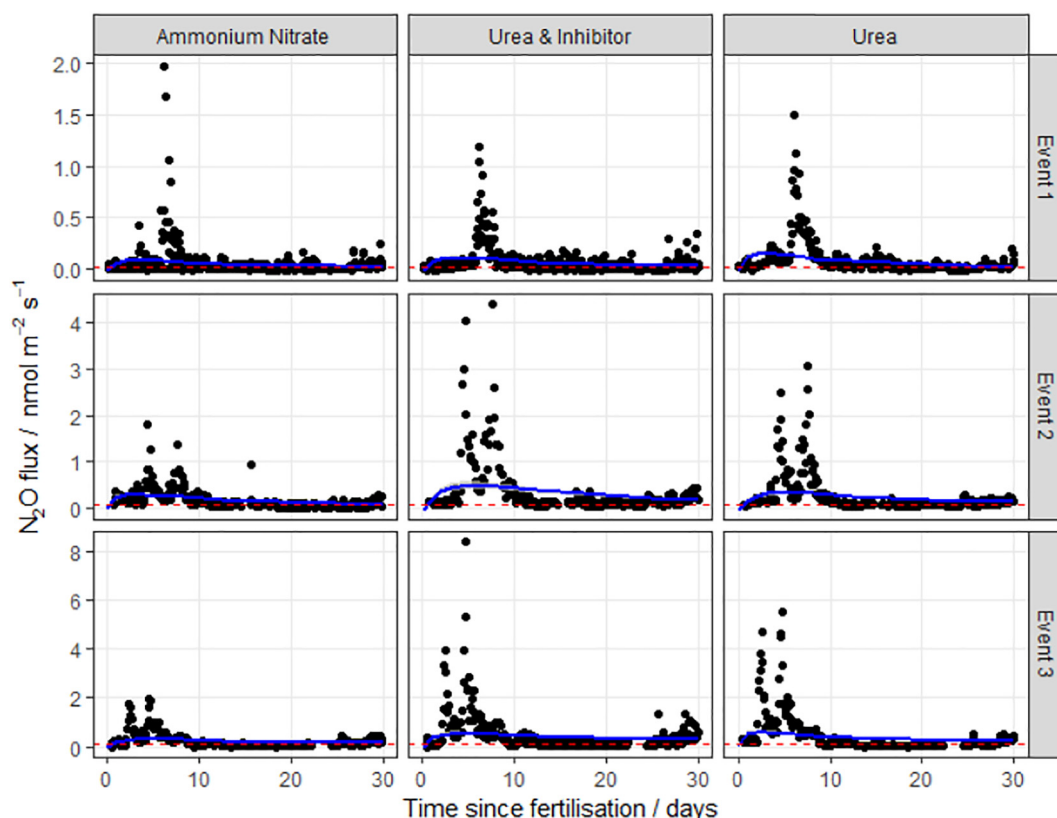 Ammonium Nitrate Urea & Inhibitor Urea
2.0
1.5
1.0
0.5
0.0
Event 1
4
3
2
1
0
Event 2
8
6
4
2
0
Event 3
N₂O flux / nmol m⁻² s⁻¹
0 10 20 30 0 10 20 30 0 10 20 30
Time since fertilisation / days